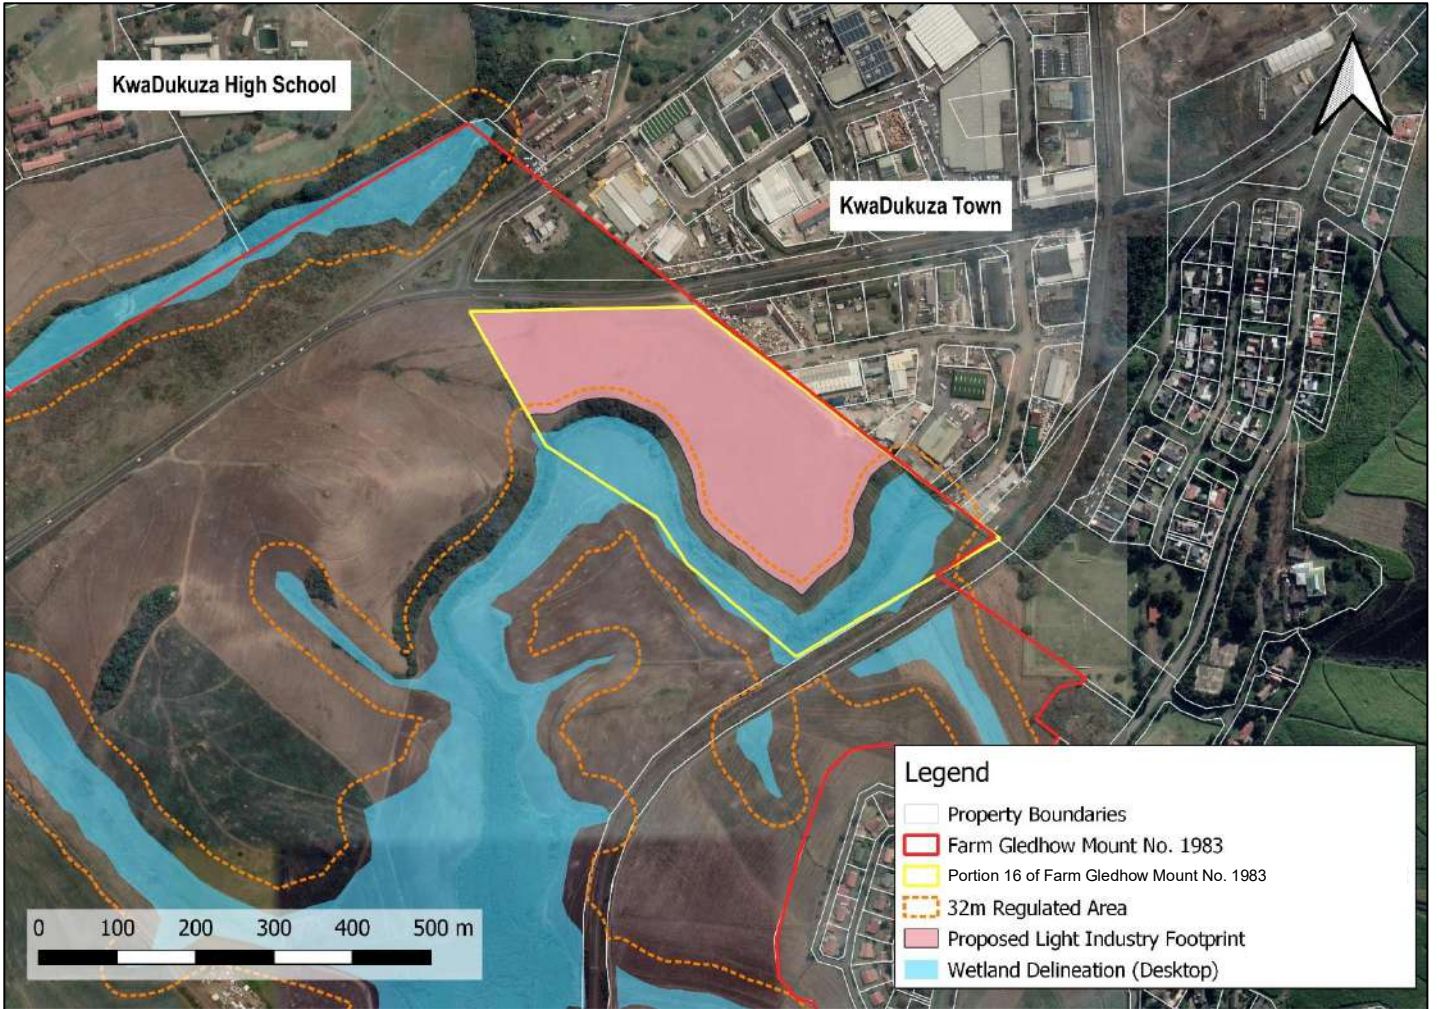 KwaDukuza High School
KwaDukuza Town
Legend
Property Boundaries
Farm Gledhow Mount No. 1983
Portion 16 of Farm Gledhow Mount No. 1983
32m Regulated Area
Proposed Light Industry Footprint
Wetland Delineation (Desktop)
0 100 200 300 400 500 m